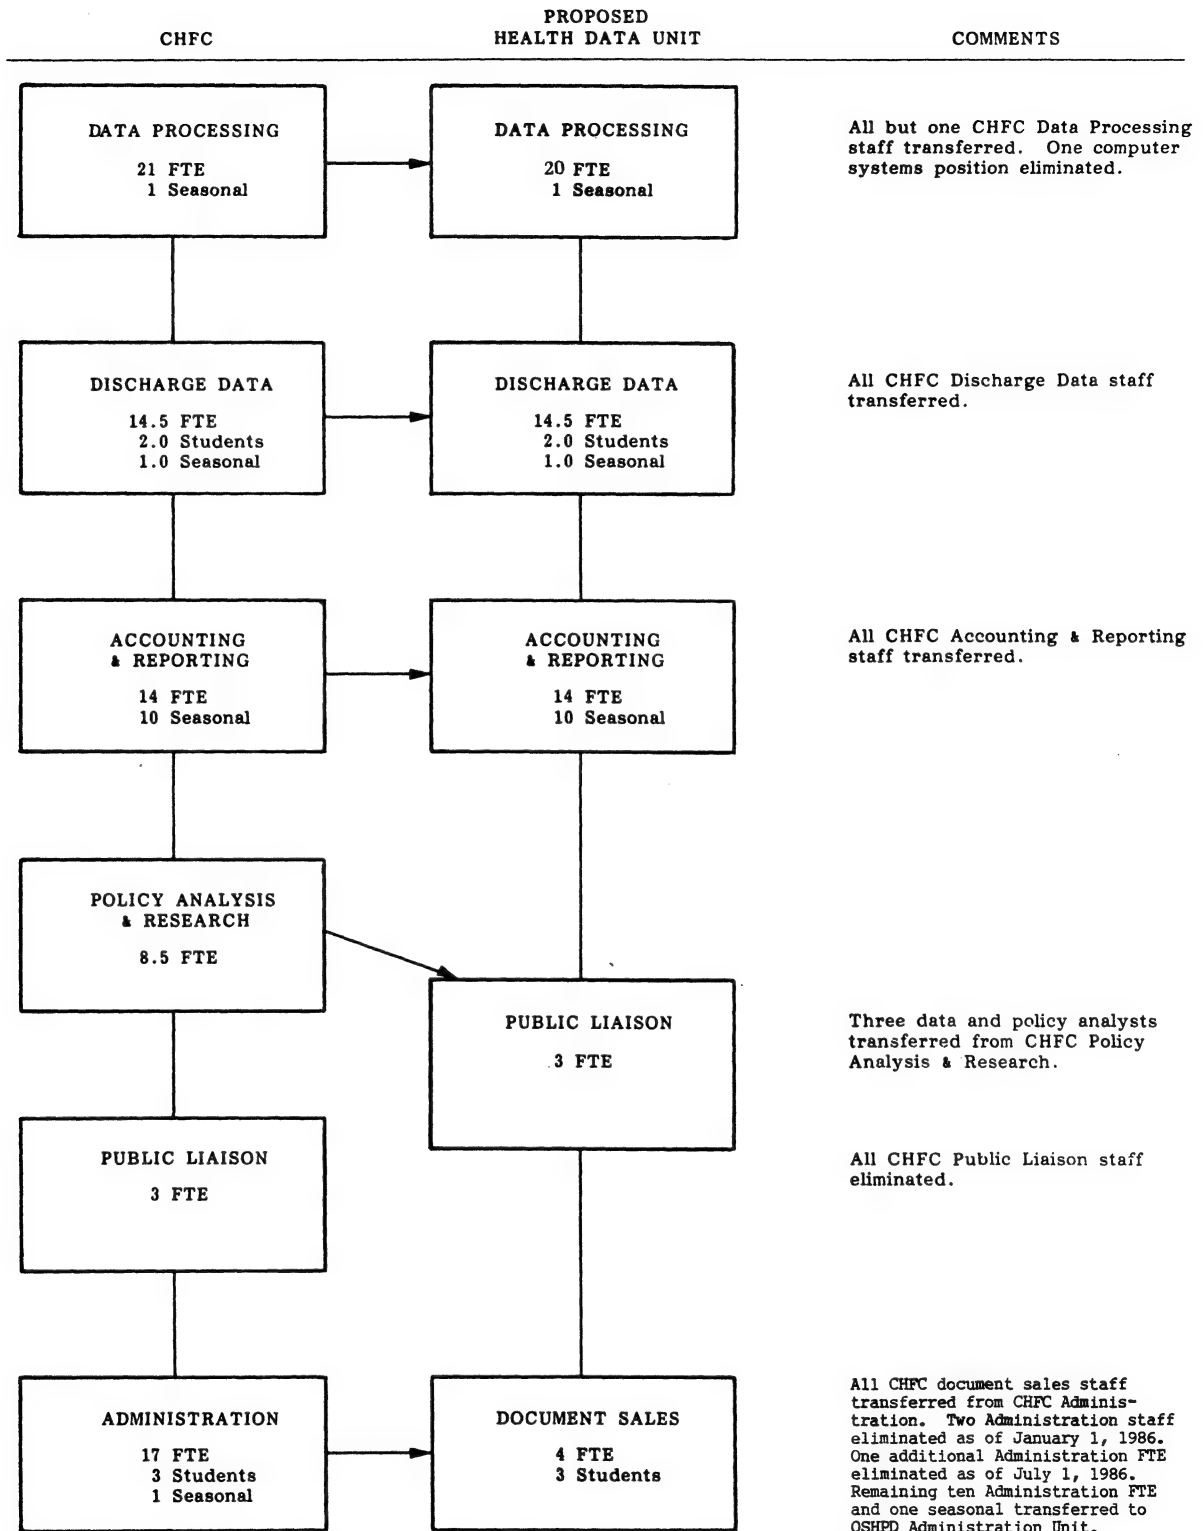 CHFC
PROPOSED
HEALTH DATA UNIT
COMMENTS
DATA PROCESSING
21 FTE
1 Seasonal
DATA PROCESSING
20 FTE
1 Seasonal
All but one CHFC Data Processing
staff transferred. One computer
systems position eliminated.
DISCHARGE DATA
14.5 FTE
2.0 Students
1.0 Seasonal
DISCHARGE DATA
14.5 FTE
2.0 Students
1.0 Seasonal
All CHFC Discharge Data staff
transferred.
ACCOUNTING
& REPORTING
14 FTE
10 Seasonal
ACCOUNTING
& REPORTING
14 FTE
10 Seasonal
All CHFC Accounting & Reporting
staff transferred.
POLICY ANALYSIS
& RESEARCH
8.5 FTE
PUBLIC LIAISON
3 FTE
Three data and policy analysts
transferred from CHFC Policy
Analysis & Research.
PUBLIC LIAISON
3 FTE
All CHFC Public Liaison staff
eliminated.
ADMINISTRATION
17 FTE
3 Students
1 Seasonal
DOCUMENT SALES
4 FTE
3 Students
All CHFC document sales staff
transferred from CHFC Adminis-
tration. Two Administration staff
eliminated as of January 1, 1986.
One additional Administration FTE
eliminated as of July 1, 1986.
Remaining ten Administration FTE
and one seasonal transferred to
OSHPD Administration Unit.